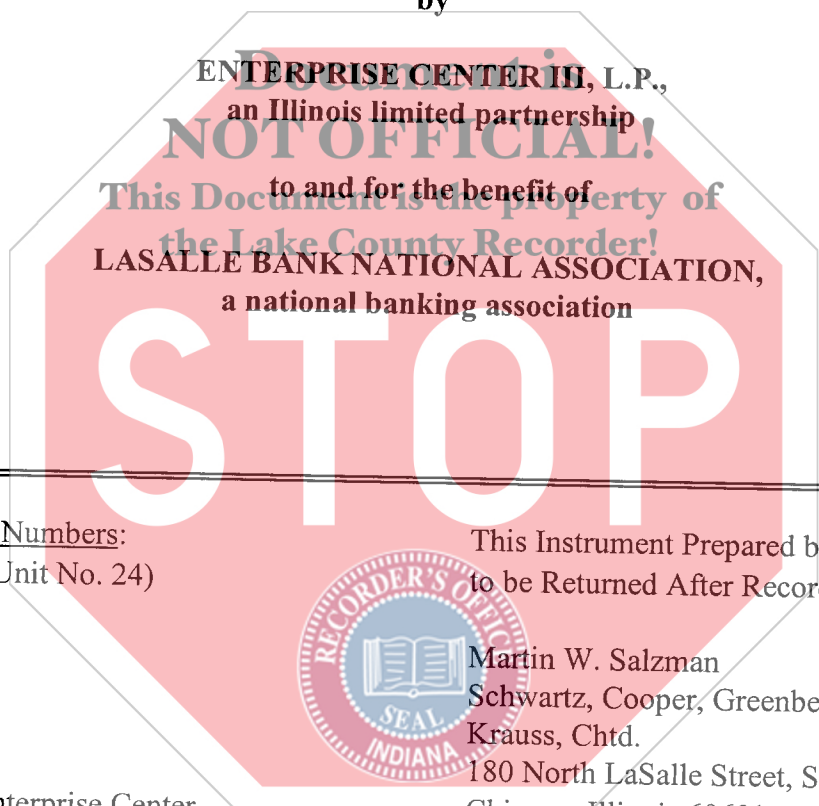 by
ENTERPRISE CENTER III, L.P.,
an Illinois limited partnership
to and for the benefit of
LASALLE BANK NATIONAL ASSOCIATION,
a national banking association
Document is
NOT OFFICIAL!
This Document is the property of
the Lake County Recorder!
STOP
Numbers:
Unit No. 24)
This Instrument Prepared b
to be Returned After Recor
Martin W. Salzman
Schwartz, Cooper, Greenbe
Krauss, Chtd.
180 North LaSalle Street, S
nterprise Center
RECORDER'S OFFICE
SEAL
INDIANA